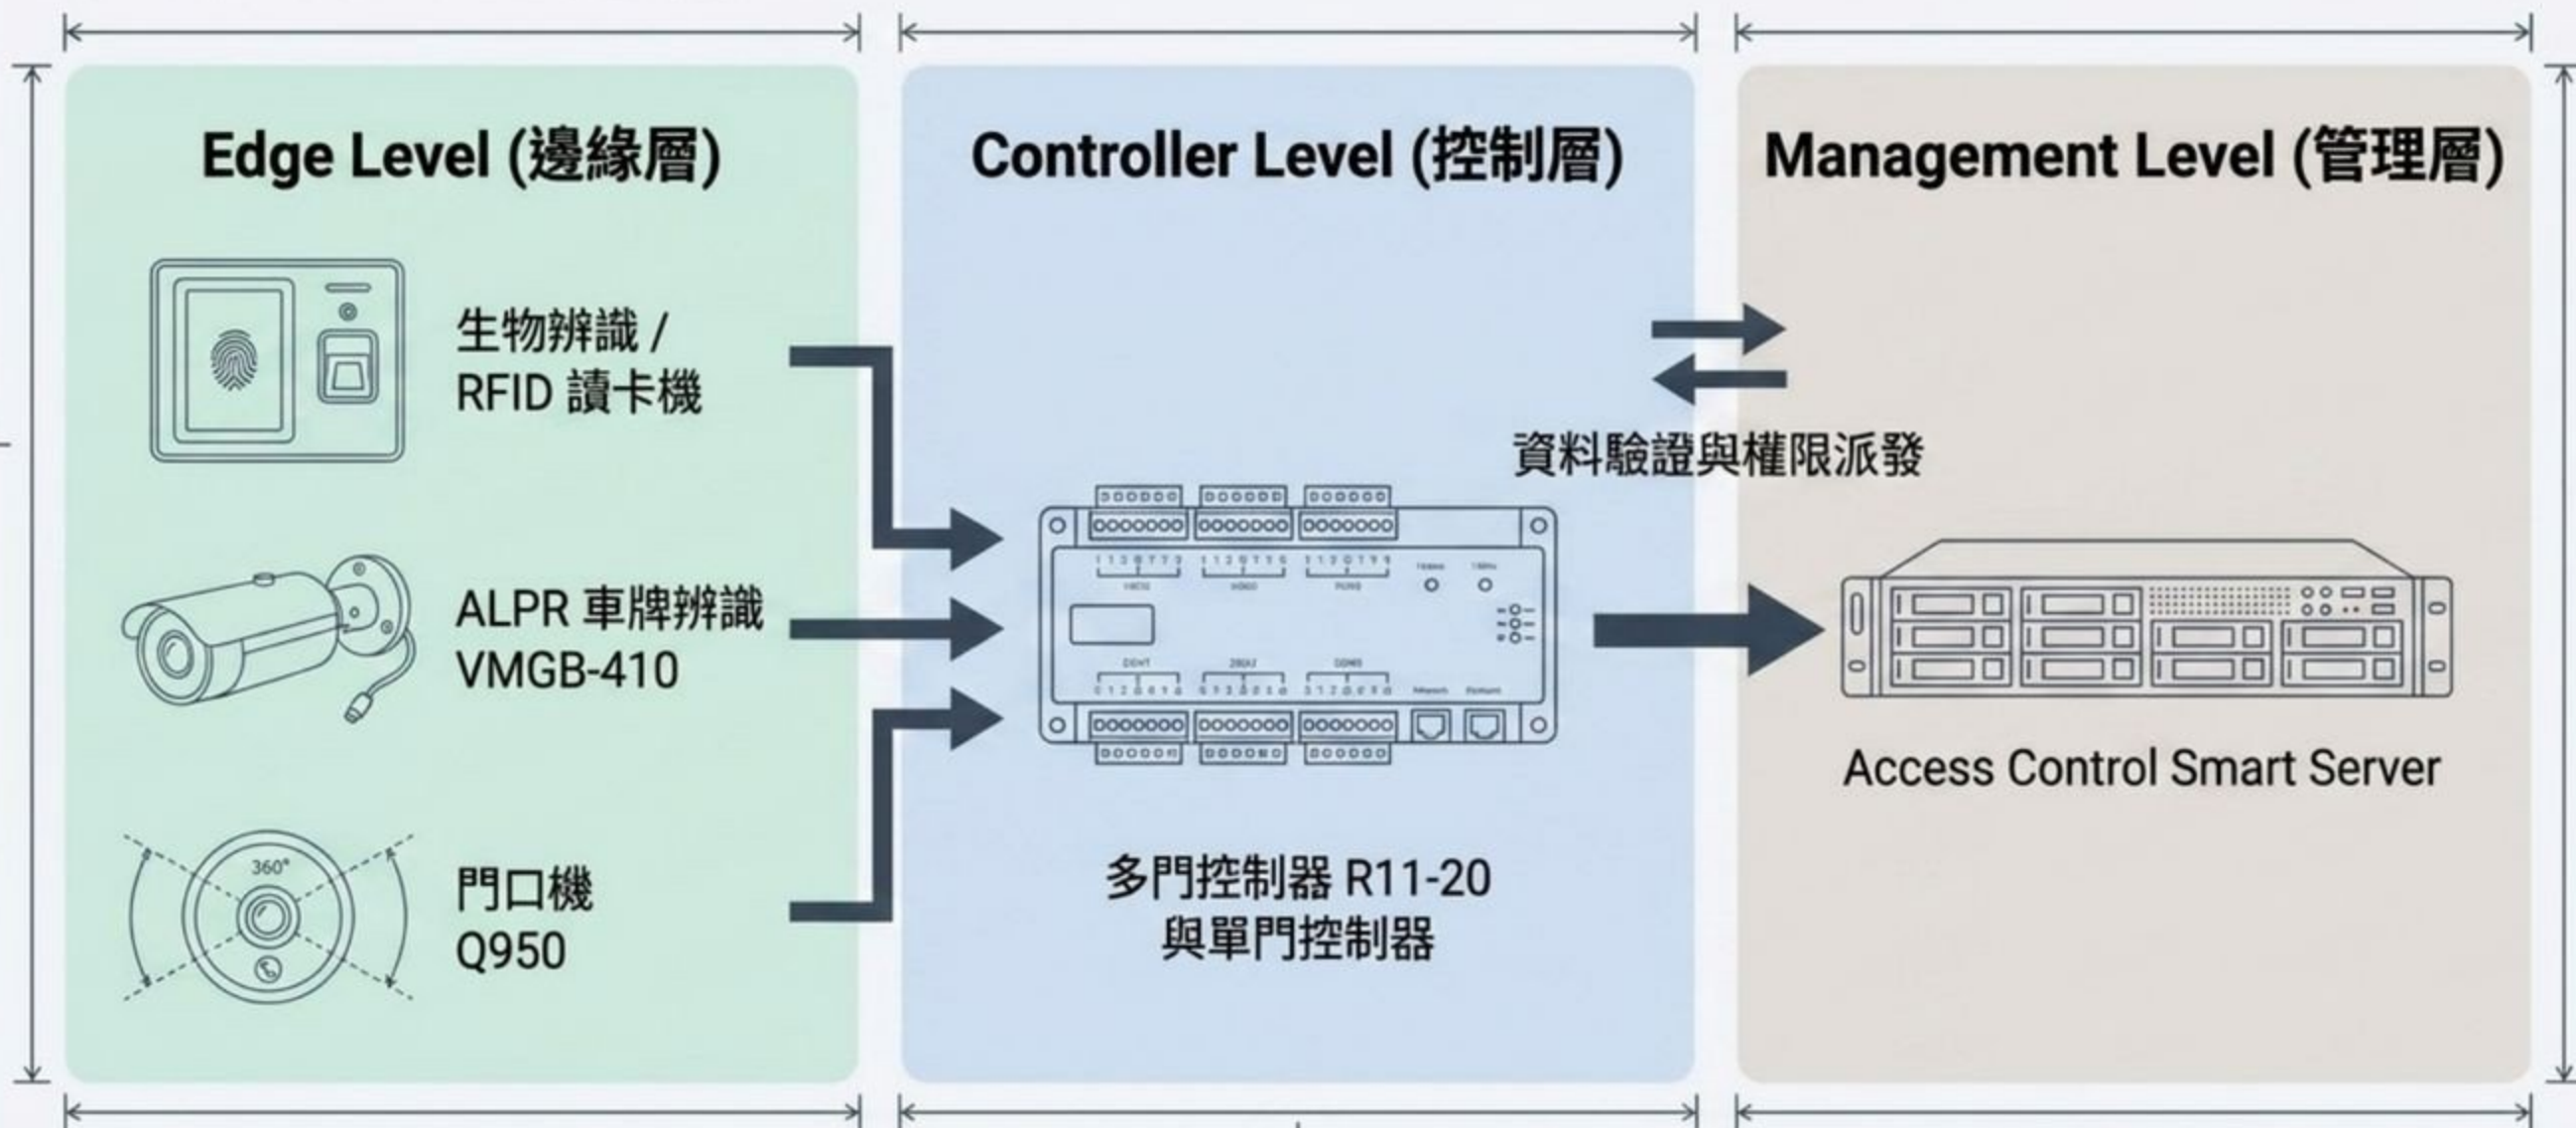 Edge Level (邊緣層)
生物辨識 /
RFID 讀卡機
ALPR 車牌辨識
VMGB-410
360°
門口機
Q950
Controller Level (控制層)
多門控制器 R11-20
與單門控制器
資料驗證與權限派發
Management Level (管理層)
Access Control Smart Server